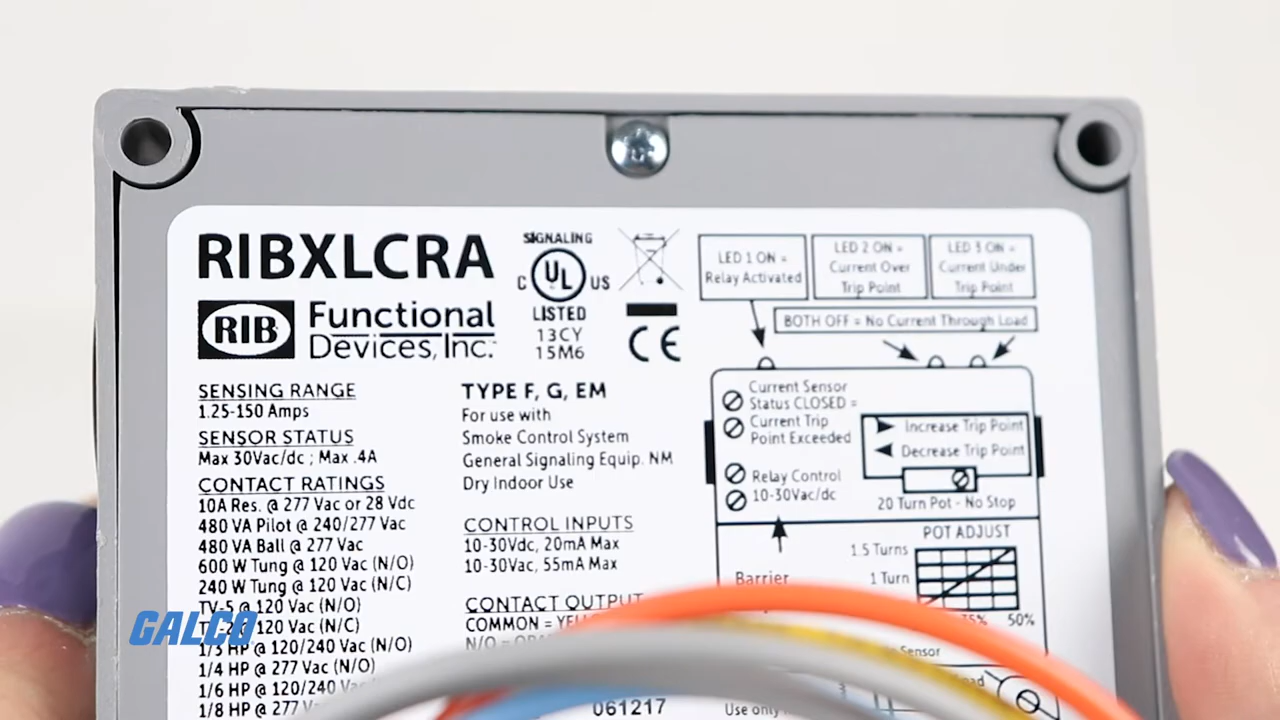 RIBXLCRA
RIB
Functional
Devices, Inc.
SIGNALING
C UL US
LISTED
13CY
15M6
CE
SENSING RANGE
1.25-150 Amps
SENSOR STATUS
Max 30Vac/dc ; Max .4A
CONTACT RATINGS
10A Res. @ 277 Vac or 28 Vdc
480 VA Pilot @ 240/277 Vac
480 VA Ball @ 277 Vac
600 W Tung @ 120 Vac (N/O)
240 W Tung @ 120 Vac (N/C)
TV-5 @ 120 Vac (N/O)
@ 120 Vac (N/C)
1/3 HP @ 120/240 Vac (N/O)
1/4 HP @ 277 Vac (N/O)
1/6 HP @ 120/240 Vac
1/8 HP @ 277 Vac
TYPE F, G, EM
For use with
Smoke Control System
General Signaling Equip. NM
Dry Indoor Use
CONTROL INPUTS
10-30Vdc, 20mA Max
10-30Vac, 55mA Max
CONTACT OUTPU
COMMON =
N/O =
061217
LED 1 ON =
Relay Activated
LED 2 ON =
Current Over
Trip Point
LED 3 ON =
Current Under
Trip Point
BOTH OFF = No Current Through Load
Current Sensor
Status CLOSED =
Current Trip
Point Exceeded
Increase Trip Point
Decrease Trip Point
Relay Control
10-30Vac/dc
20 Turn Pot - No Stop
POT ADJUST
1.5 Turns
1 Turn
50%
Barrier
Sensor
Use only
GALCO